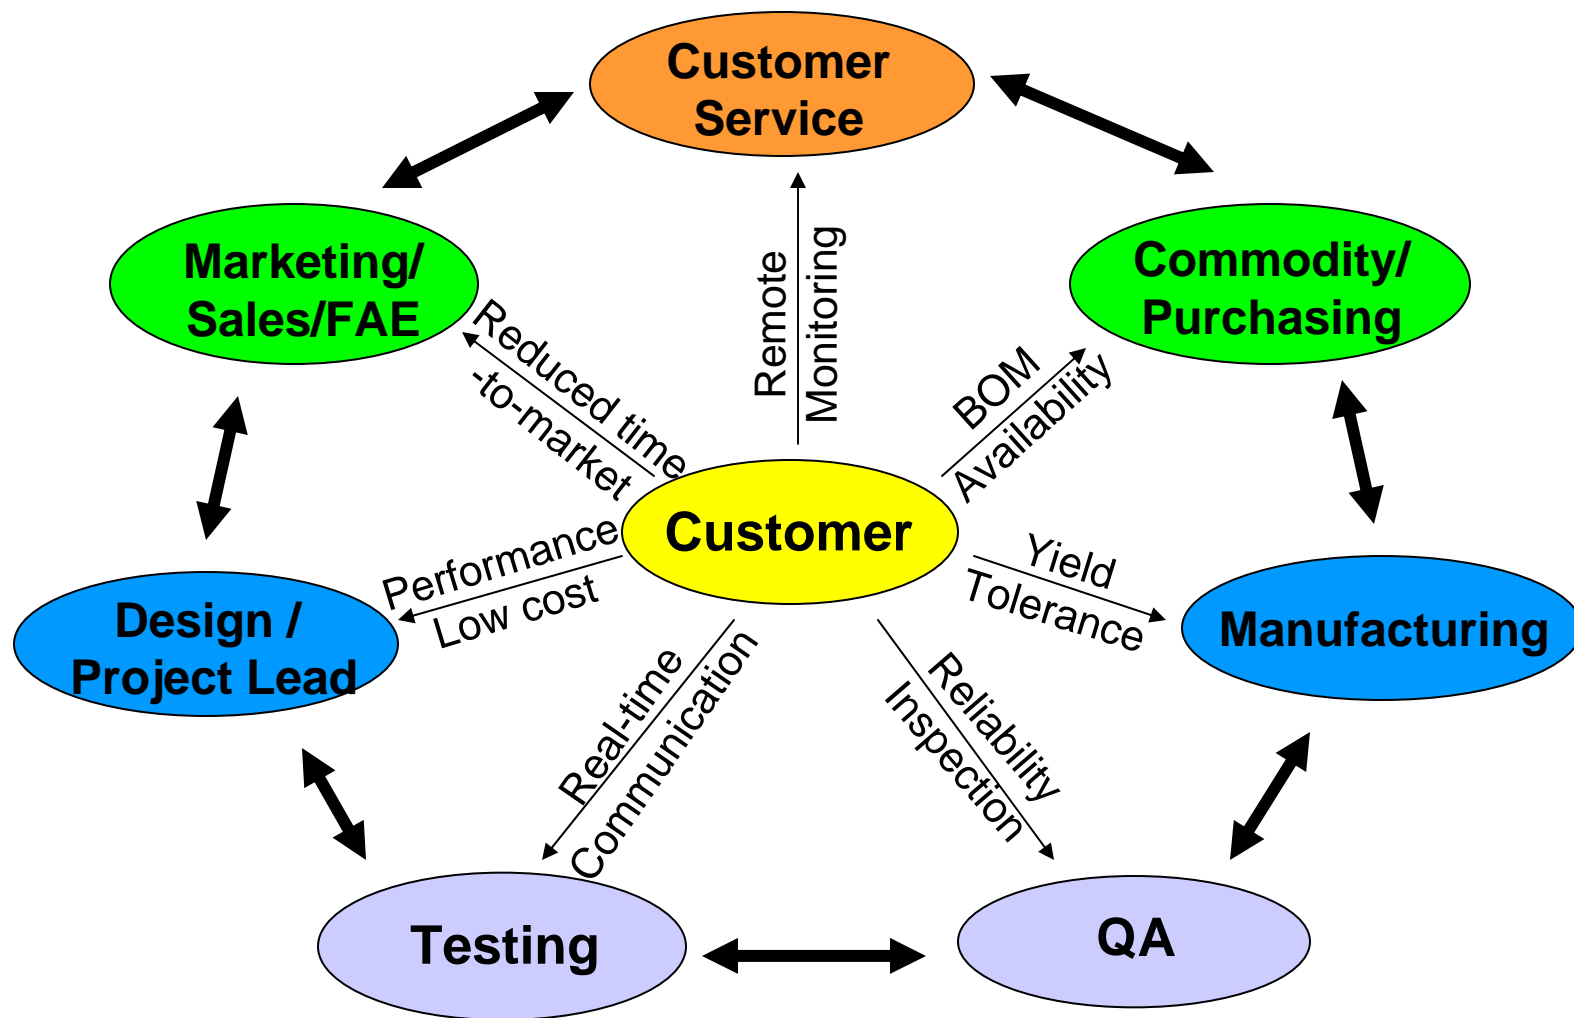 Customer
Service
Marketing/
Sales/FAE
Commodity/
Purchasing
Remote
Monitoring
Reduced time
-to-market
BOM
Availability
Customer
Performance
Low cost
Yield
Tolerance
Design /
Project Lead
Manufacturing
Real-time
Communication
Reliability
Inspection
Testing
QA